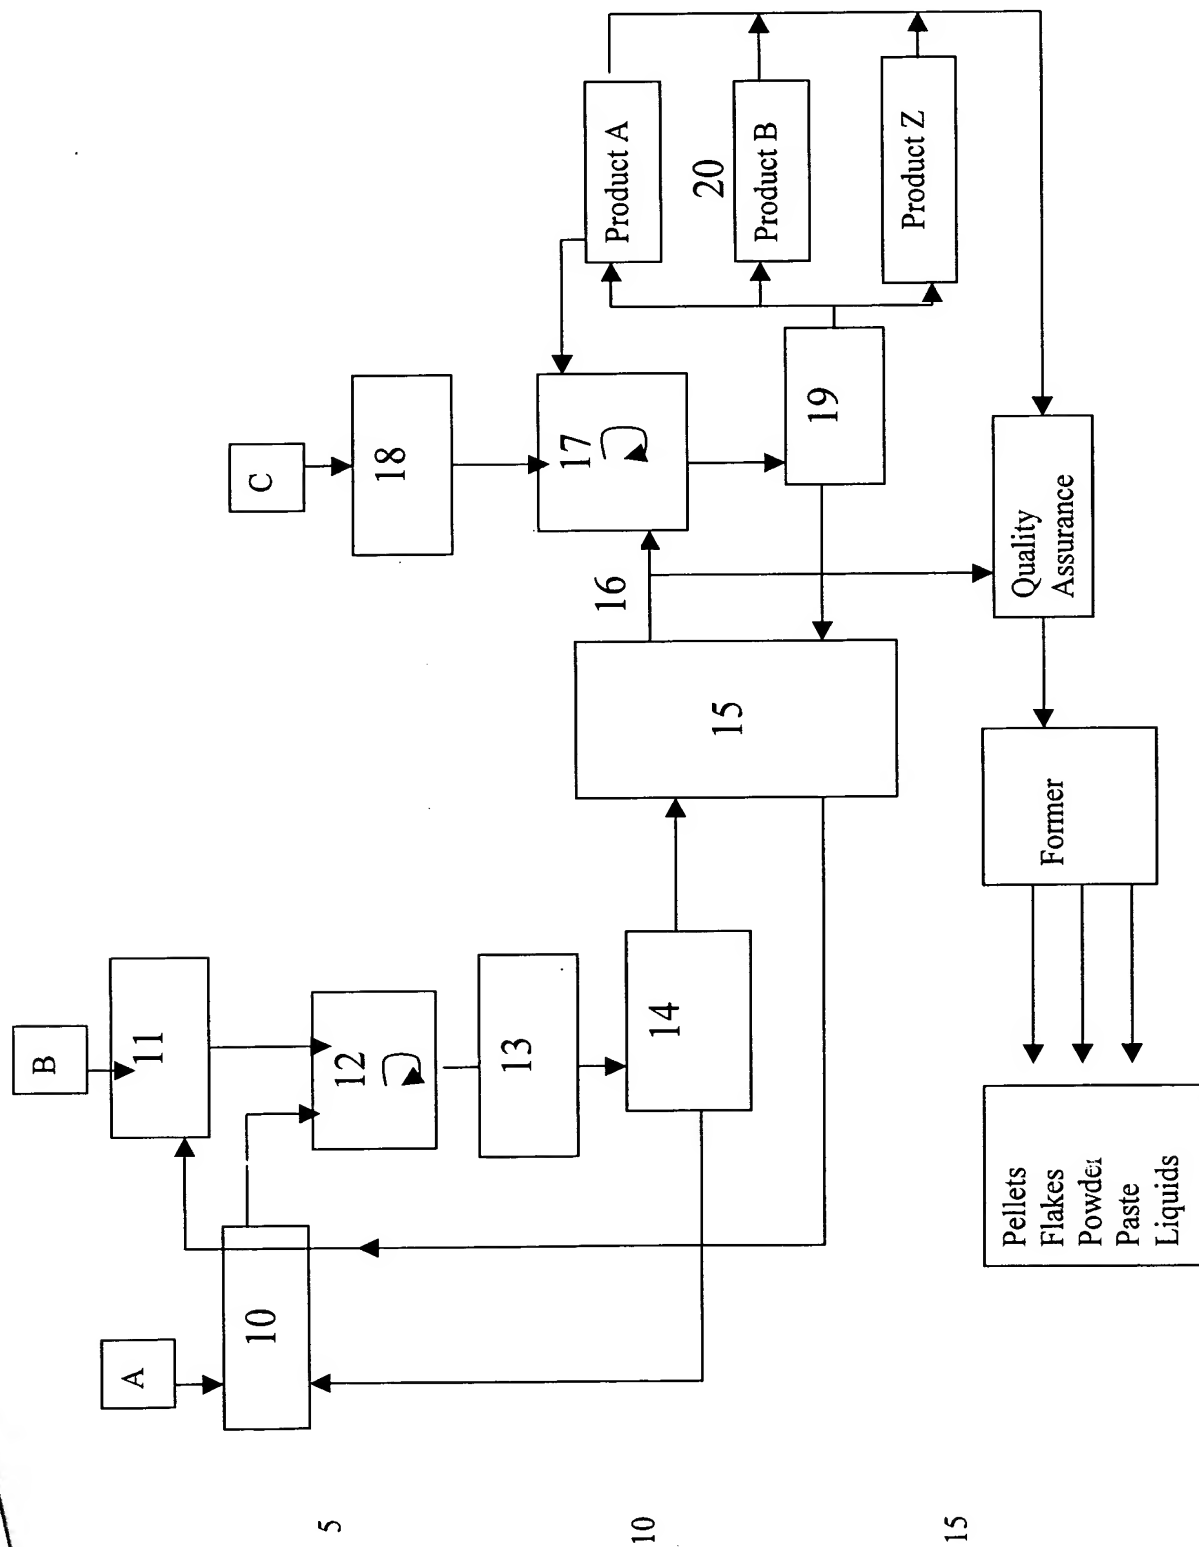 A
B
C
10
11
12
13
14
15
16
17
18
19
20
Product A
Product B
Product Z
Quality
Assurance
Former
Pellets
Flakes
Powder
Paste
Liquids
5
10
15